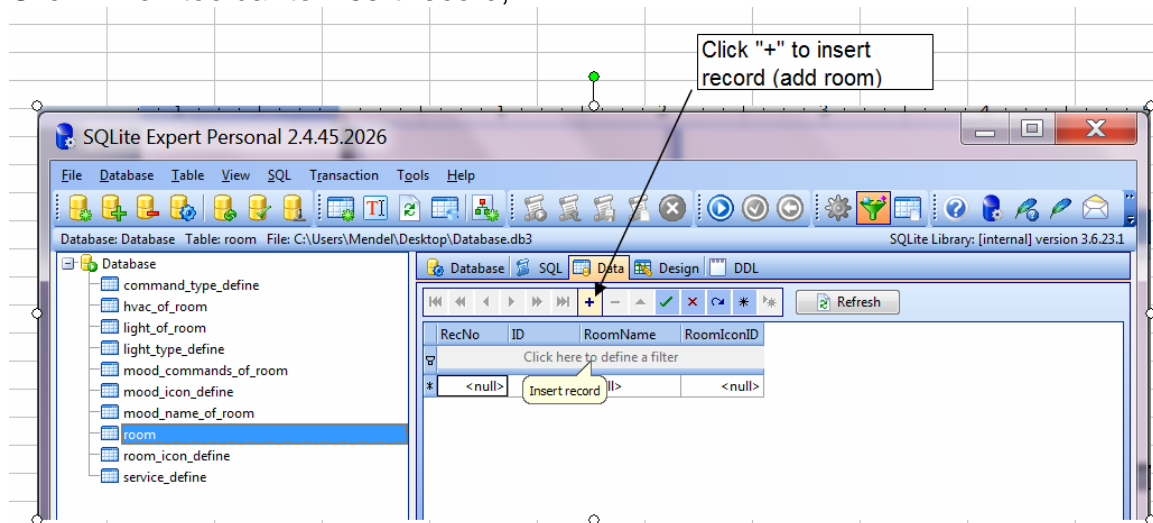 Click "+" to insert
record (add room)
SQLite Expert Personal 2.4.45.2026
File Database Table View SQL Transaction Tools Help
Database: Database Table: room File: C:\Users\Mendel\Desktop\Database.db3 SQLite Library: [internal] version 3.6.23.1
Database
command_type_define
hvac_of_room
light_of_room
light_type_define
mood_commands_of_room
mood_icon_define
mood_name_of_room
room
room_icon_define
service_define
Database SQL Data Design DDL
Refresh
RecNo ID RoomName RoomIconID
Click here to define a filter
<null> <null>
Insert record